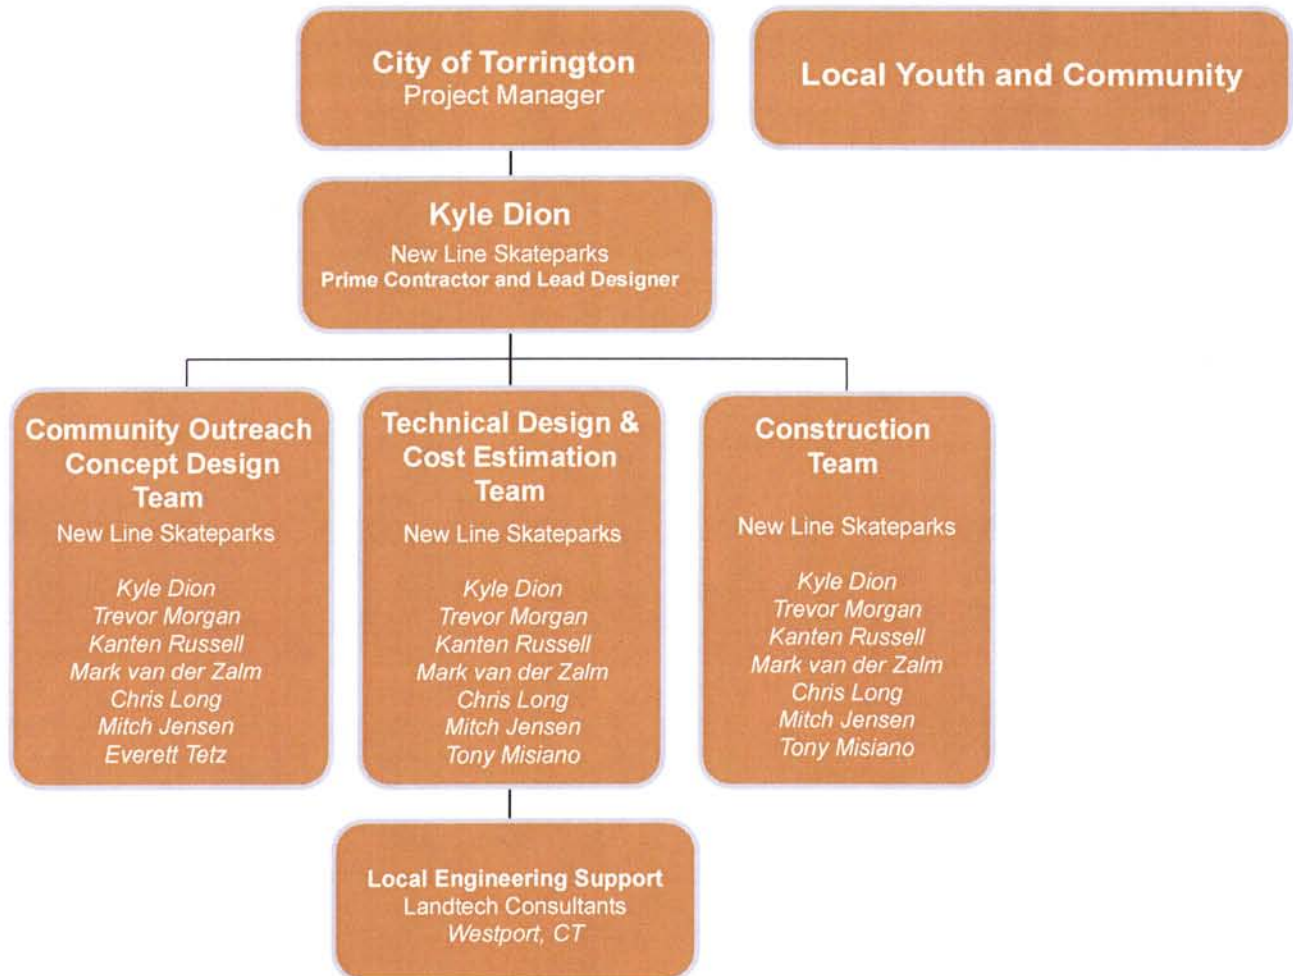 City of Torrington
Project Manager
Local Youth and Community
Kyle Dion
New Line Skateparks
Prime Contractor and Lead Designer
Community Outreach
Concept Design
Team
New Line Skateparks
Kyle Dion
Trevor Morgan
Kanten Russell
Mark van der Zalm
Chris Long
Mitch Jensen
Everett Tetz
Technical Design &
Cost Estimation
Team
New Line Skateparks
Kyle Dion
Trevor Morgan
Kanten Russell
Mark van der Zalm
Chris Long
Mitch Jensen
Tony Misiano
Construction
Team
New Line Skateparks
Kyle Dion
Trevor Morgan
Kanten Russell
Mark van der Zalm
Chris Long
Mitch Jensen
Tony Misiano
Local Engineering Support
Landtech Consultants
Westport, CT